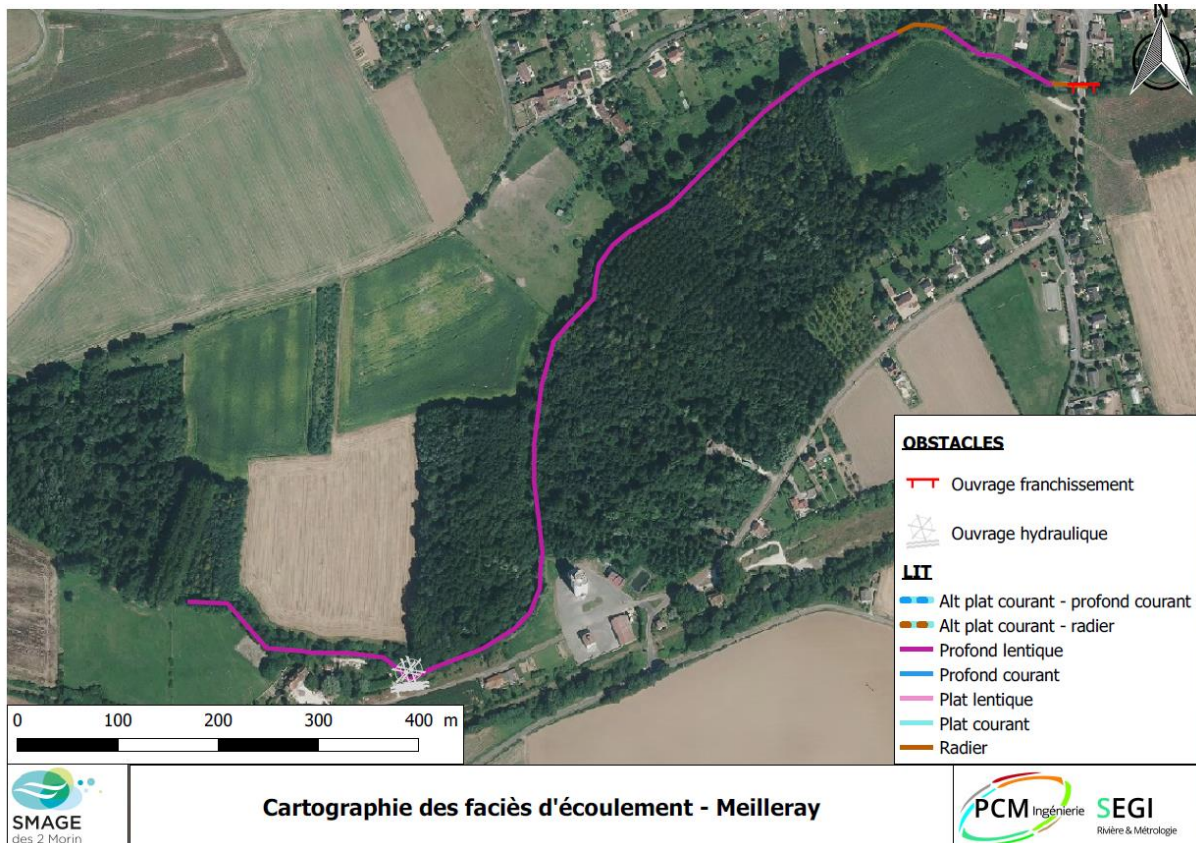 N
OBSTACLES
Ouvrage franchissement
Ouvrage hydraulique
LIT
Alt plat courant - profond courant
Alt plat courant - radier
Profond lentique
Profond courant
Plat lentique
Plat courant
Radier
0 100 200 300 400 m
SMAGE
des 2 Morin
Cartographie des faciès d'écoulement - Meilleray
PCM Ingénierie
SEGI
Rivière & Métrologie